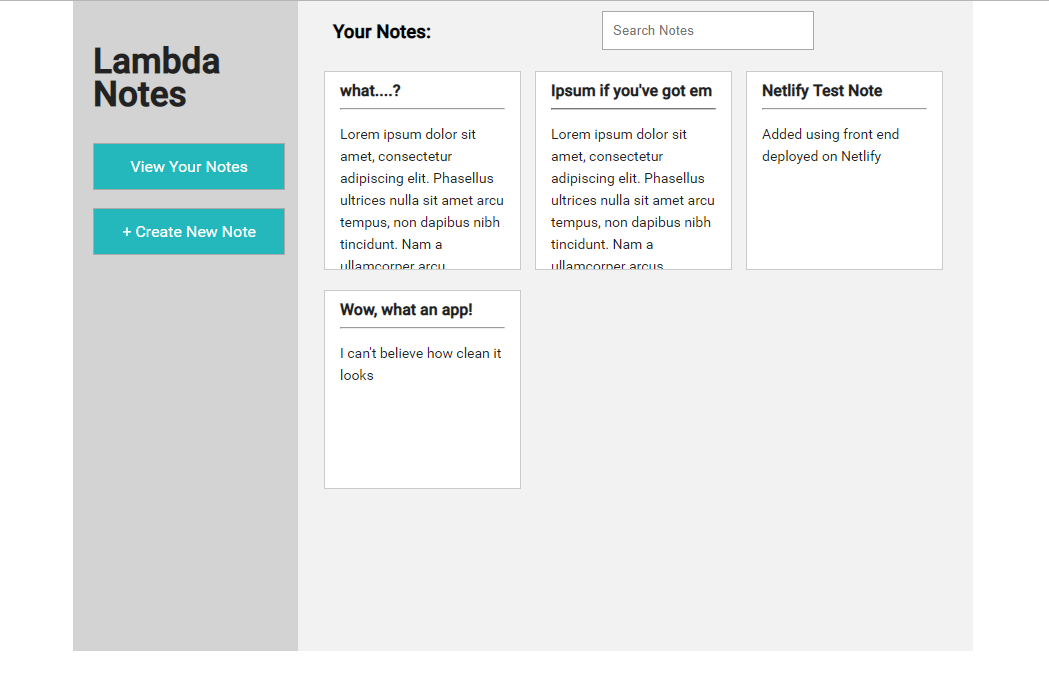 Lambda
Notes
View Your Notes
+ Create New Note
Your Notes:
Search Notes
what....?
Lorem ipsum dolor sit
amet, consectetur
adipiscing elit. Phasellus
ultrices nulla sit amet arcu
tempus, non dapibus nibh
tincidunt. Nam a
ullamcorper arcu
Ipsum if you've got em
Lorem ipsum dolor sit
amet, consectetur
adipiscing elit. Phasellus
ultrices nulla sit amet arcu
tempus, non dapibus nibh
tincidunt. Nam a
ullamcorper arcus
Netlify Test Note
Added using front end
deployed on Netlify
Wow, what an app!
I can't believe how clean it
looks